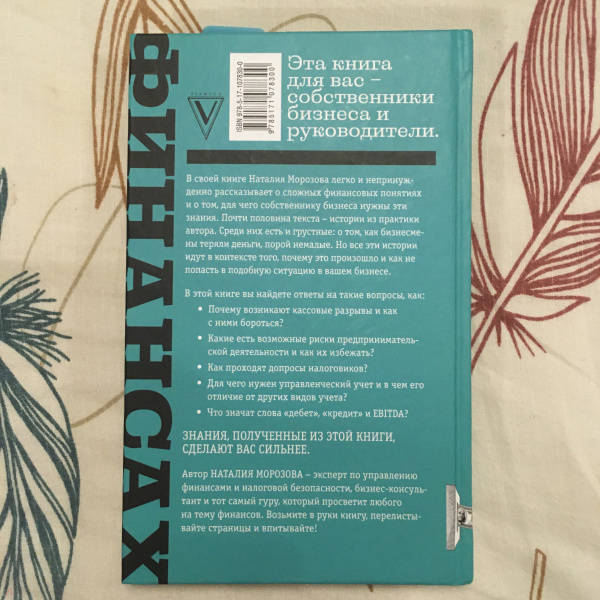 ФИНАНСАХ
ISBN 978-5-17-107830-0
9785171078300
Эта книга
для вас –
собственники
бизнеса и
руководители.
В своей книге Наталия Морозова легко и непринуж-
денно рассказывает о сложных финансовых понятиях
и о том, для чего собственнику бизнеса нужны эти
знания. Почти половина текста – истории из практики
автора. Среди них есть и грустные: о том, как бизнесме-
ны теряли деньги, порой немалые. Но все эти истории
идут в контексте того, почему это произошло и как не
попасть в подобную ситуацию в вашем бизнесе.
В этой книге вы найдете ответы на такие вопросы, как:
• Почему возникают кассовые разрывы и как
с ними бороться?
• Какие есть возможные риски предприниматель-
ской деятельности и как их избежать?
• Как проходят допросы налоговиков?
• Для чего нужен управленческий учет и в чем его
отличие от других видов учета?
• Что значат слова «дебет», «кредит» и EBITDA?
ЗНАНИЯ, ПОЛУЧЕННЫЕ ИЗ ЭТОЙ КНИГИ,
СДЕЛАЮТ ВАС СИЛЬНЕЕ.
Автор НАТАЛИЯ МОРОЗОВА – эксперт по управлению
финансами и налоговой безопасности, бизнес-консуль-
тант и тот самый гуру, который просветит любого
на тему финансов. Возьмите в руки книгу, перелисты-
вайте страницы и впитывайте!